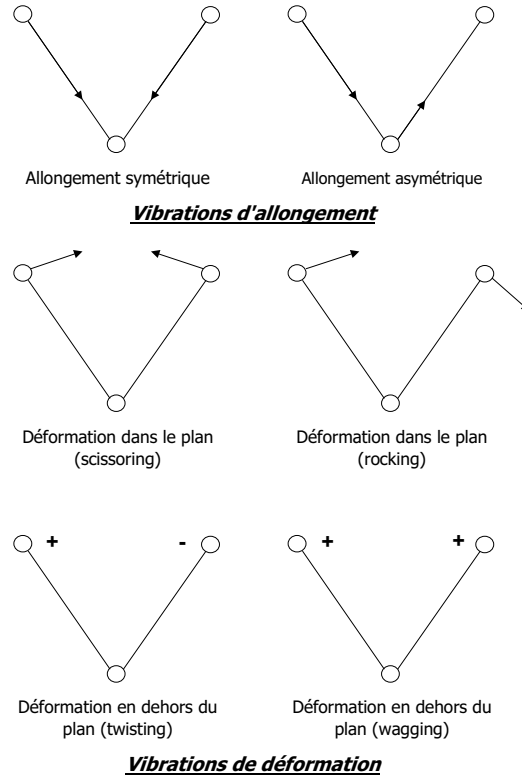 Allongement symétrique
Allongement asymétrique
Vibrations d'allongement
Déformation dans le plan
(scissoring)
Déformation dans le plan
(rocking)
+
-
+
+
Déformation en dehors du
plan (twisting)
Déformation en dehors du
plan (wagging)
Vibrations de déformation